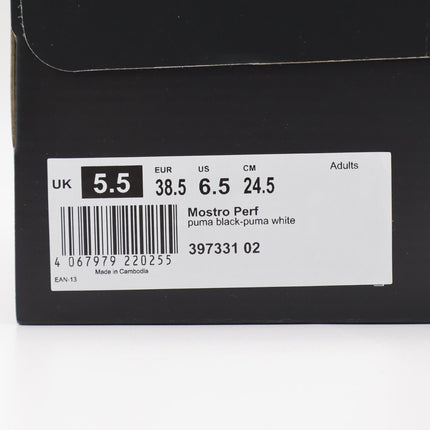 EUR US CM Adults
UK 5.5 38.5 6.5 24.5
Mostro Perf
puma black-puma white
397331 02
4 067979 220255
Made in Cambodia
EAN-13